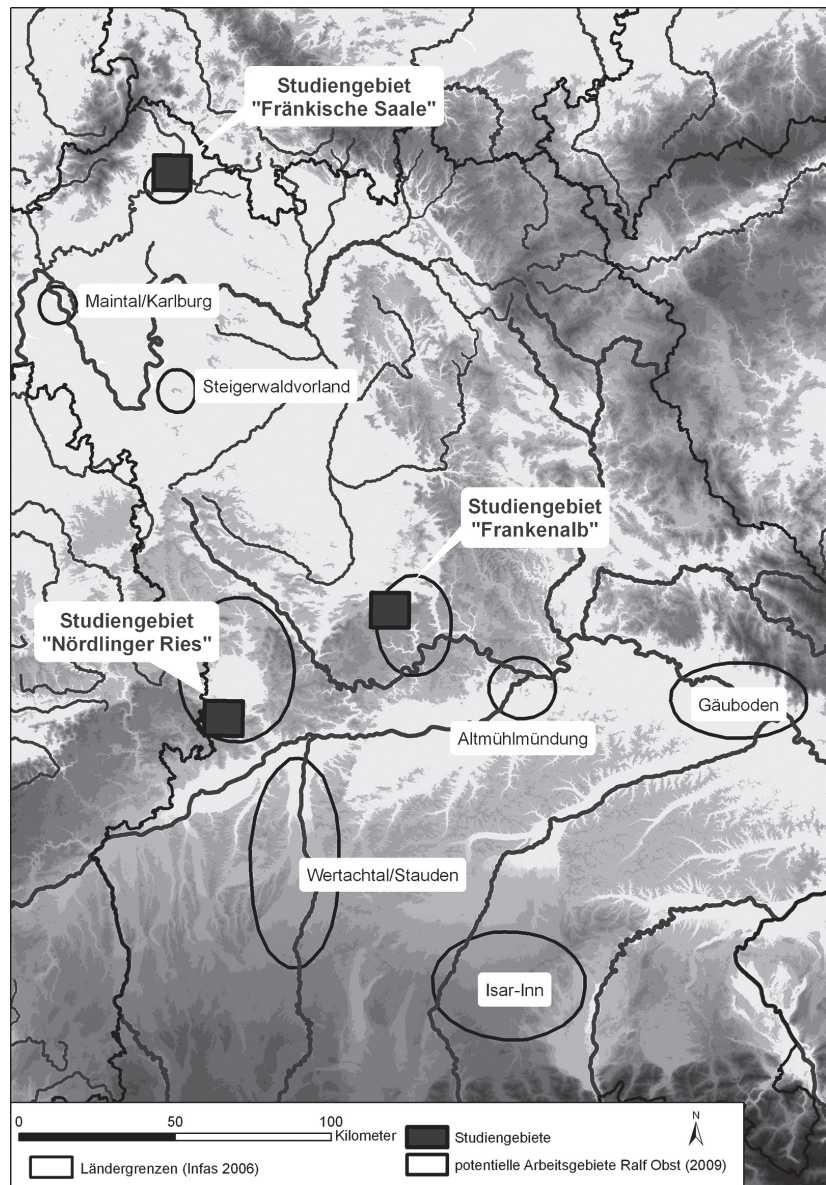 Studiengebiet
"Fränkische Saale"
Maintal/Karlburg
Steigerwaldvorland
Studiengebiet
"Frankenalb"
Studiengebiet
"Nördlinger Ries"
Gäuboden
Altmühlmündung
Wertachtal/Stauden
Isar-Inn
0 50 100
Kilometer
N
Studiengebiete
Ländergrenzen (Infas 2006)
potentielle Arbeitsgebiete Ralf Obst (2009)